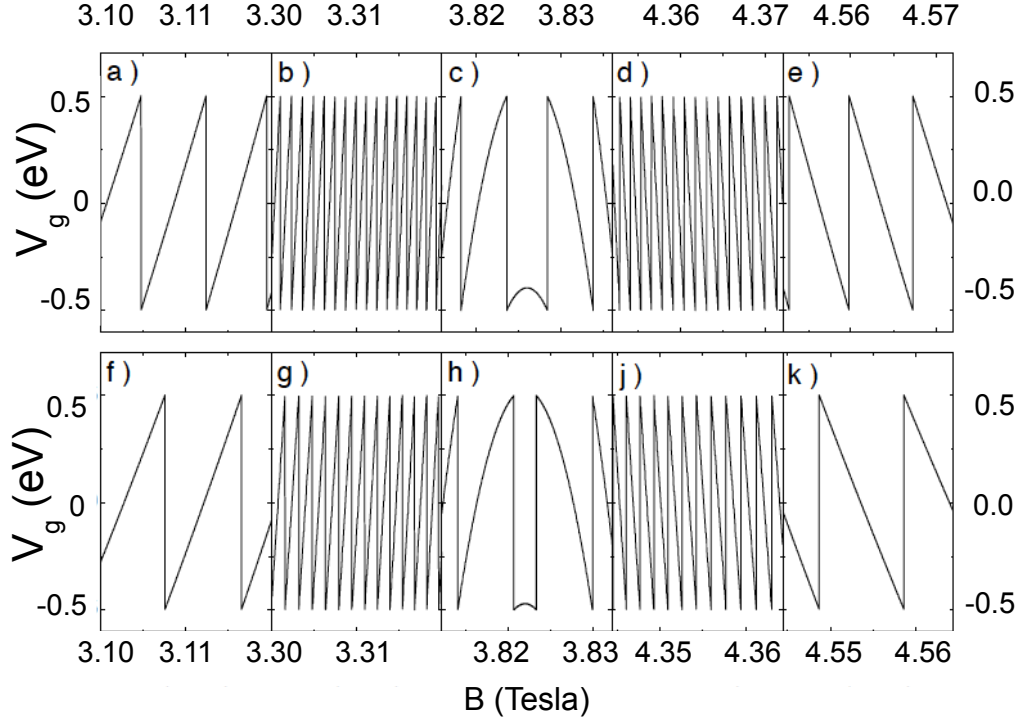 3.10 3.11 3.30 3.31 3.82 3.83 4.36 4.37 4.56 4.57
a ) b ) c ) d ) e )
0.5 0.5
V g (eV) 0 0.0
-0.5 -0.5
f ) g ) h ) j ) k )
0.5 0.5
V g (eV) 0 0.0
-0.5 -0.5
3.10 3.11 3.30 3.31 3.82 3.83 4.35 4.36 4.55 4.56
B (Tesla)